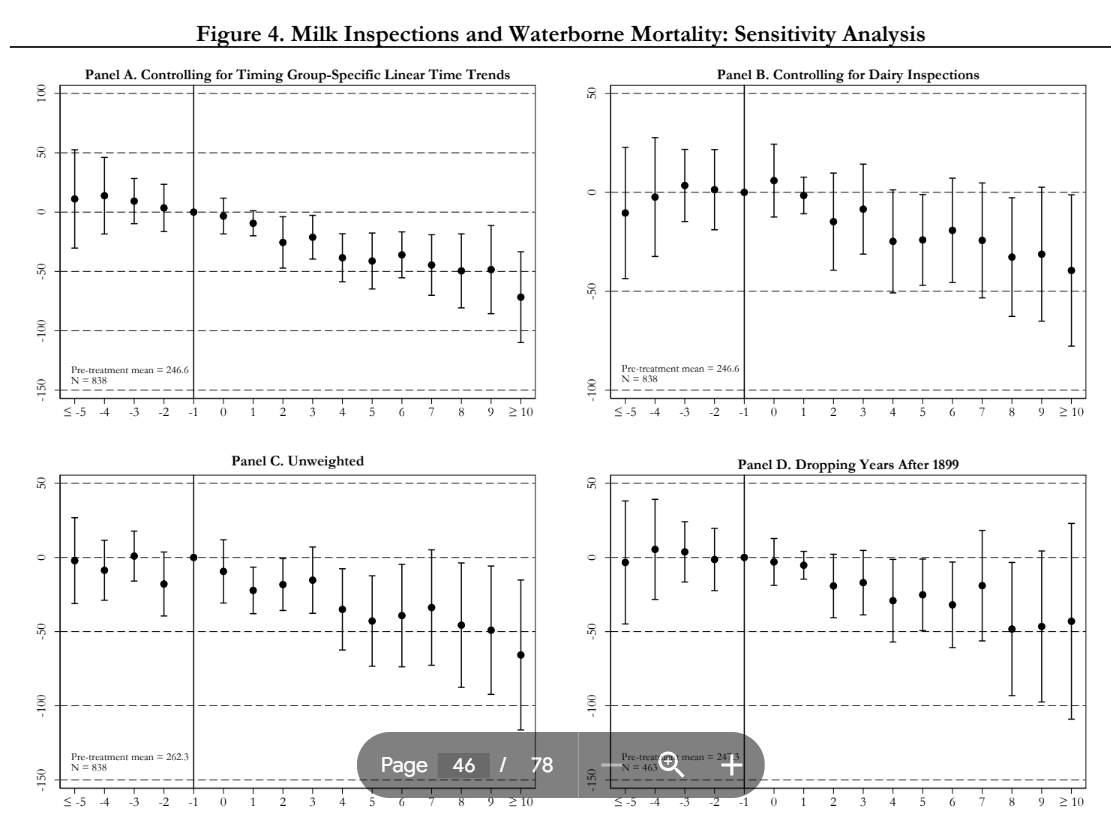 Figure 4. Milk Inspections and Waterborne Mortality: Sensitivity Analysis
Panel A. Controlling for Timing Group-Specific Linear Time Trends
100
50
0
-50
-100
-150
Pre-treatment mean = 246.6
N = 838
≤ -5 -4 -3 -2 -1 0 1 2 3 4 5 6 7 8 9 ≥ 10
Panel B. Controlling for Dairy Inspections
50
0
-50
-100
Pre-treatment mean = 246.6
N = 838
≤ -5 -4 -3 -2 -1 0 1 2 3 4 5 6 7 8 9 ≥ 10
Panel C. Unweighted
50
0
-50
-100
-150
Pre-treatment mean = 262.3
N = 838
≤ -5 -4 -3 -2 -1 0 1 2 3 4 5 6 7 8 9 ≥ 10
Panel D. Dropping Years After 1899
50
0
-50
-100
-150
Pre-treatment mean =
N = 463
≤ -5 -4 -3 -2 -1 0 1 2 3 4 5 6 7 8 9 ≥ 10
Page 46 / 78